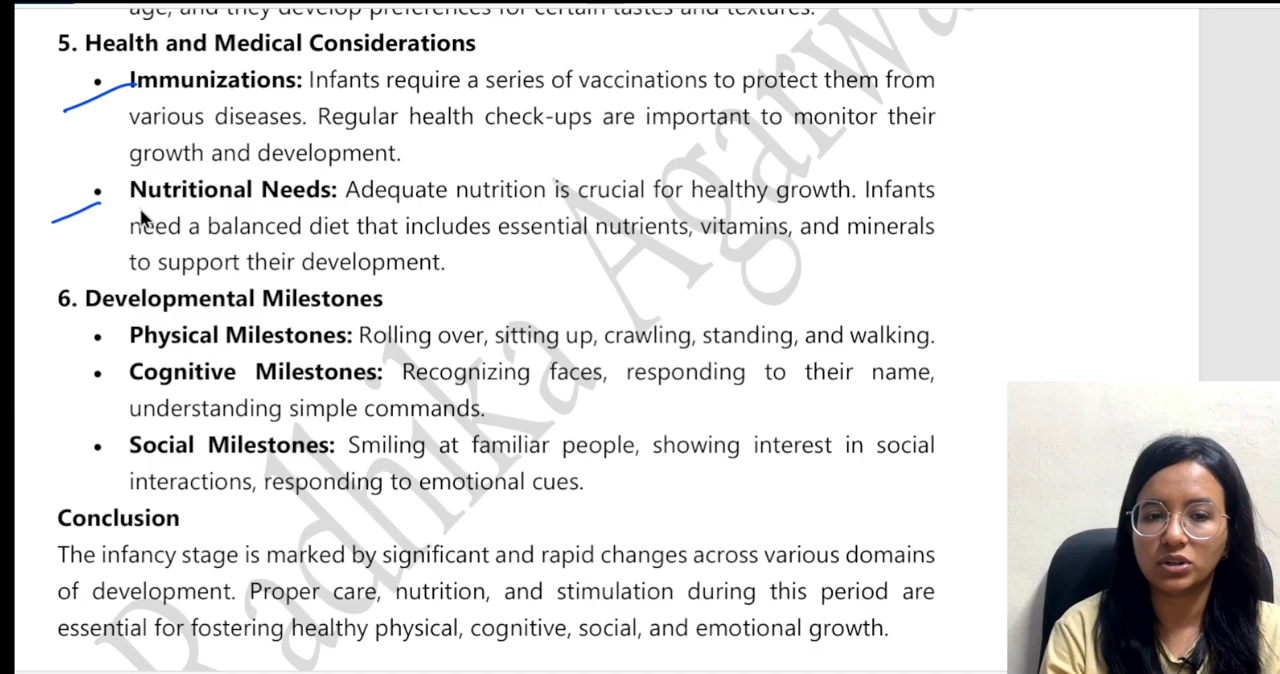 age, and they develop preferences for certain tastes and textures.
5. Health and Medical Considerations
• Immunizations: Infants require a series of vaccinations to protect them from
various diseases. Regular health check-ups are important to monitor their
growth and development.
• Nutritional Needs: Adequate nutrition is crucial for healthy growth. Infants
need a balanced diet that includes essential nutrients, vitamins, and minerals
to support their development.
6. Developmental Milestones
• Physical Milestones: Rolling over, sitting up, crawling, standing, and walking.
• Cognitive Milestones: Recognizing faces, responding to their name,
understanding simple commands.
• Social Milestones: Smiling at familiar people, showing interest in social
interactions, responding to emotional cues.
Conclusion
The infancy stage is marked by significant and rapid changes across various domains
of development. Proper care, nutrition, and stimulation during this period are
essential for fostering healthy physical, cognitive, social, and emotional growth.
Radhika Agarwa